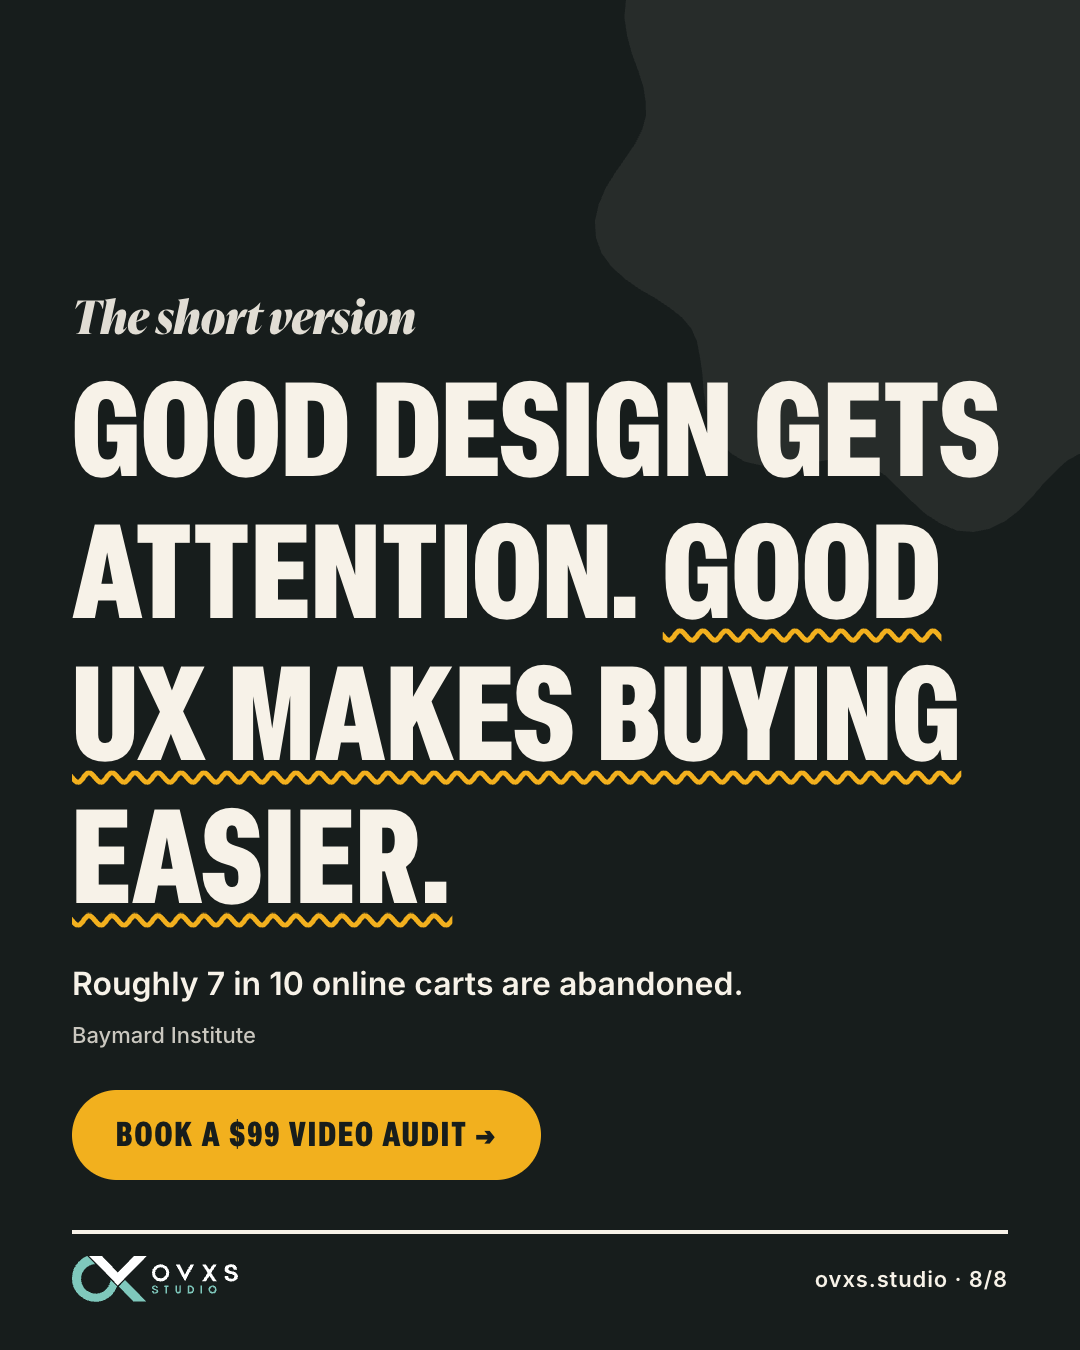 The short version
GOOD DESIGN GETS
ATTENTION. GOOD
UX MAKES BUYING
EASIER.
Roughly 7 in 10 online carts are abandoned.
Baymard Institute
BOOK A $99 VIDEO AUDIT ➔
OVXS
STUDIO
ovxs.studio · 8/8